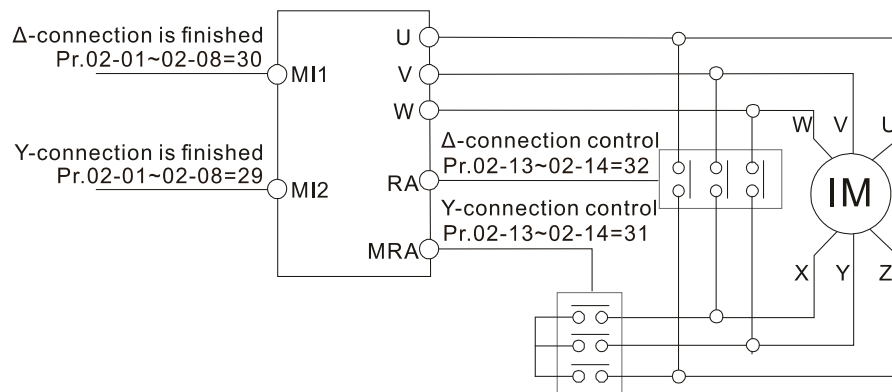 Δ-connection is finished
Pr.02-01~02-08=30
MI1
Y-connection is finished
Pr.02-01~02-08=29
MI2
U
V
W
RA
MRA
Δ-connection control
Pr.02-13~02-14=32
Y-connection control
Pr.02-13~02-14=31
W V U
IM
X Y Z